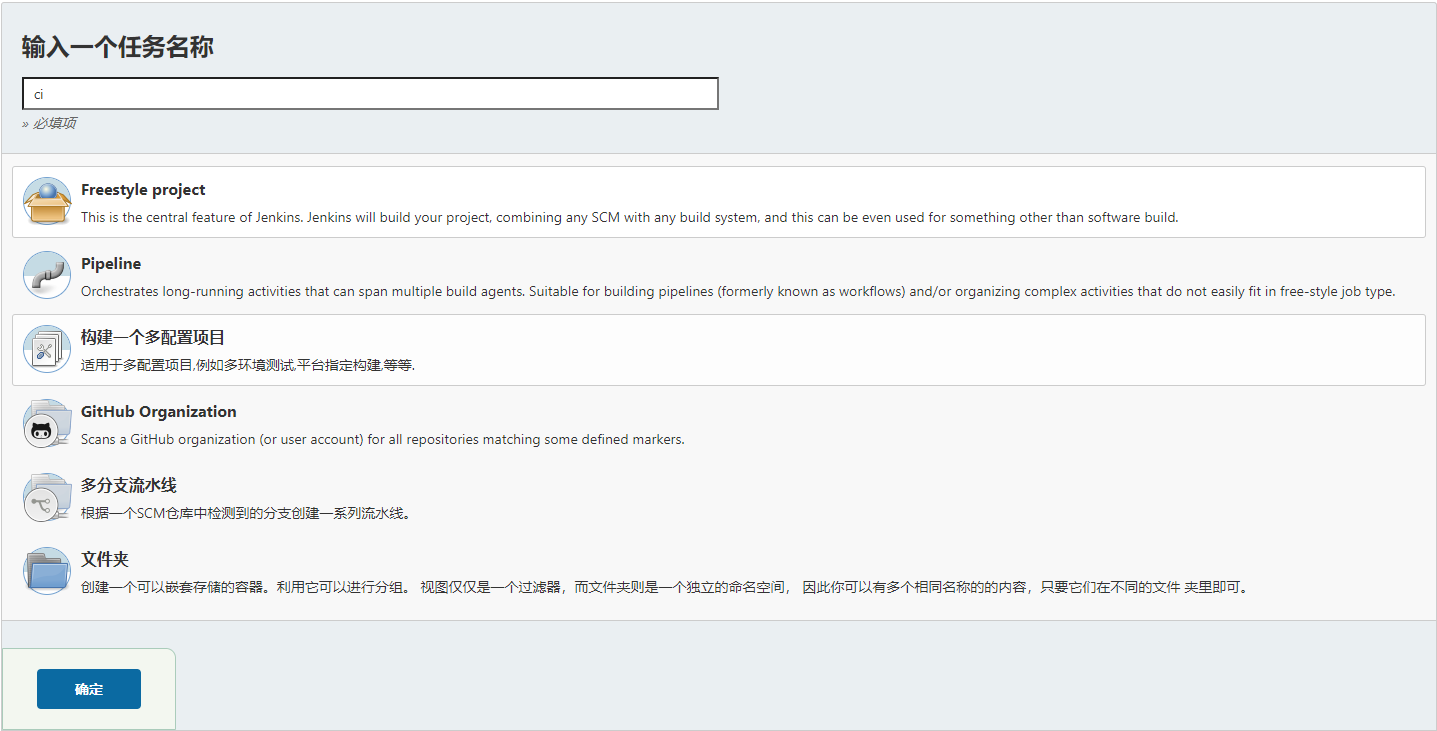 输入一个任务名称
ci
» 必填项
Freestyle project
This is the central feature of Jenkins. Jenkins will build your project, combining any SCM with any build system, and this can be even used for something other than software build.
Pipeline
Orchestrates long-running activities that can span multiple build agents. Suitable for building pipelines (formerly known as workflows) and/or organizing complex activities that do not easily fit in free-style job type.
构建一个多配置项目
适用于多配置项目,例如多环境测试,平台指定构建,等等.
GitHub Organization
Scans a GitHub organization (or user account) for all repositories matching some defined markers.
多分支流水线
根据一个SCM仓库中检测到的分支创建一系列流水线。
文件夹
创建一个可以嵌套存储的容器。利用它可以进行分组。 视图仅仅是一个过滤器，而文件夹则是一个独立的命名空间， 因此你可以有多个相同名称的的内容，只要它们在不同的文件 夹里即可。
确定